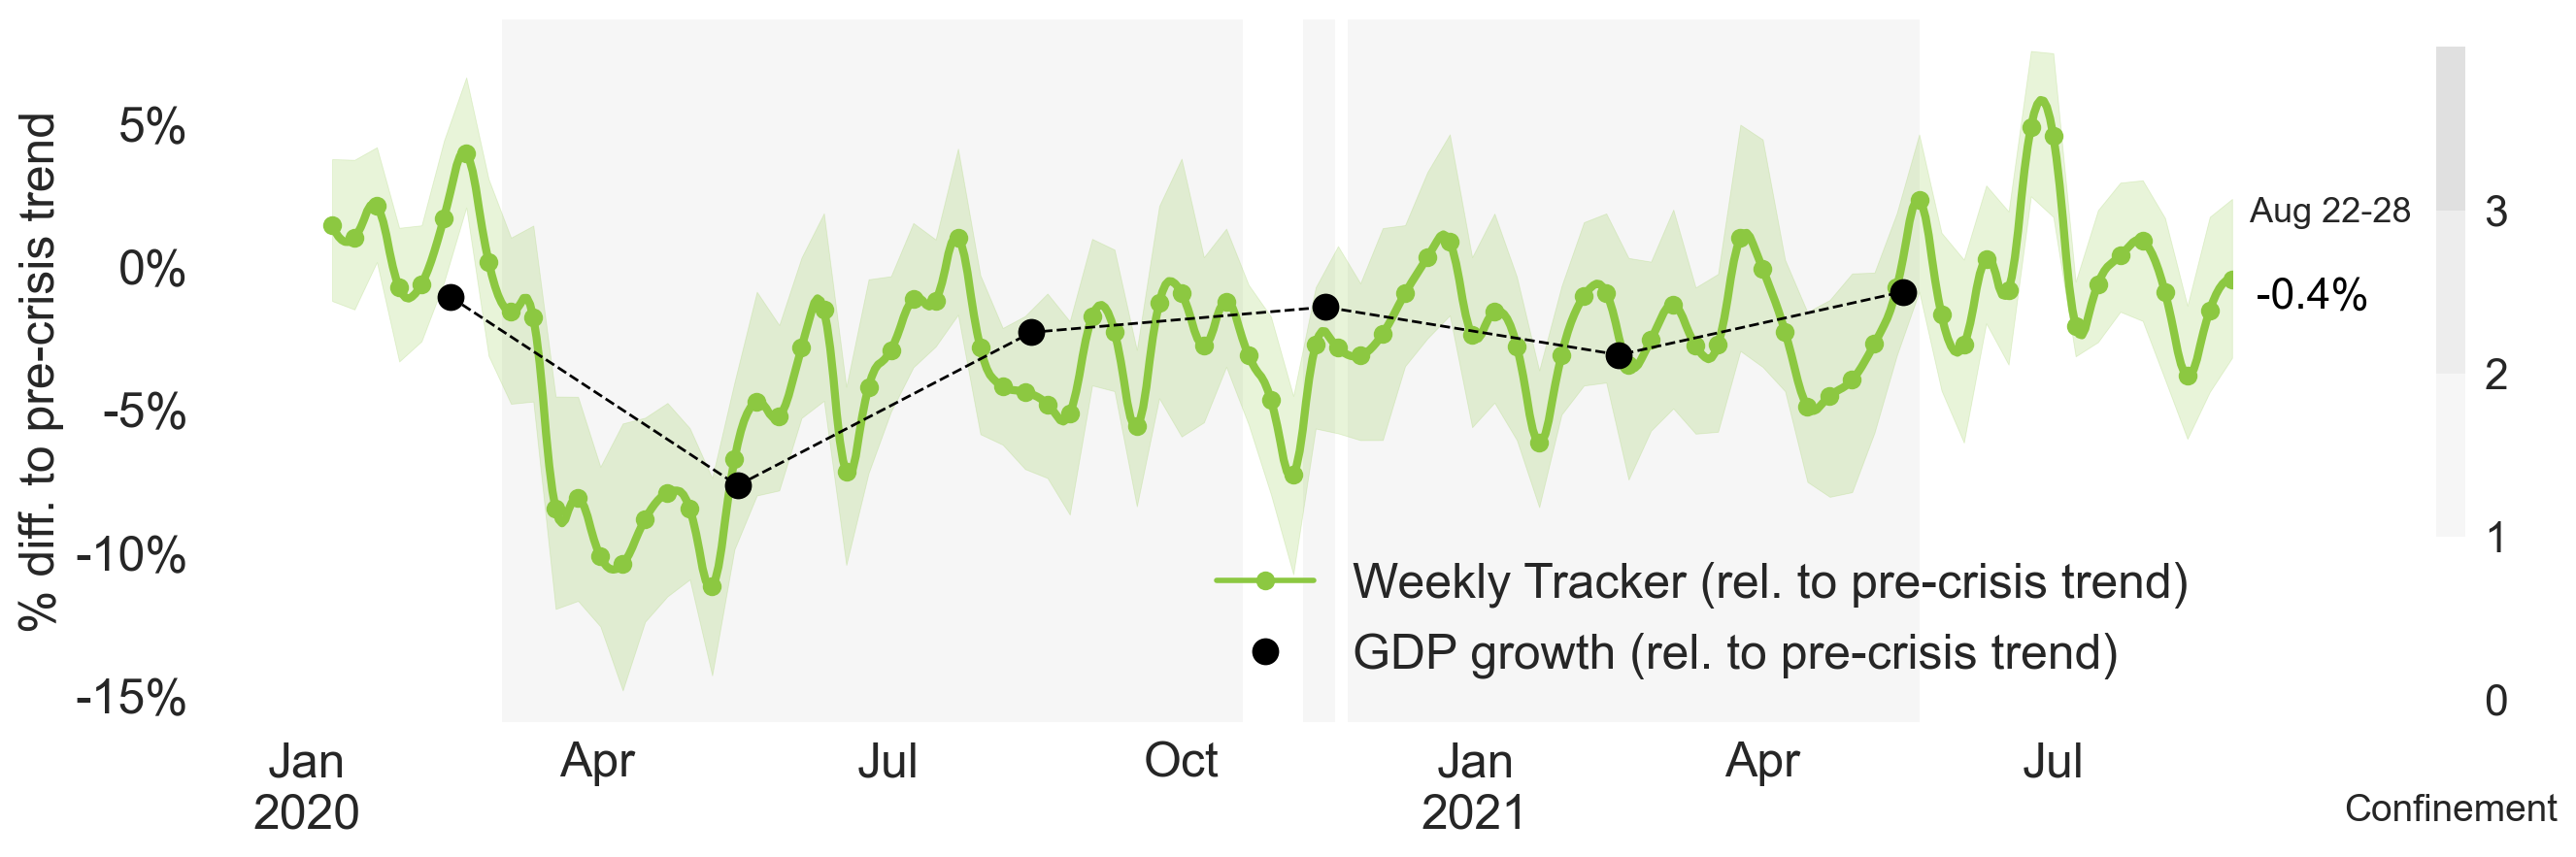 % diff. to pre-crisis trend
5%
0%
-5%
-10%
-15%
Jan
2020
Apr
Jul
Oct
Jan
2021
Apr
Jul
Weekly Tracker (rel. to pre-crisis trend)
GDP growth (rel. to pre-crisis trend)
Aug 22-28
-0.4%
3
2
1
0
Confinement